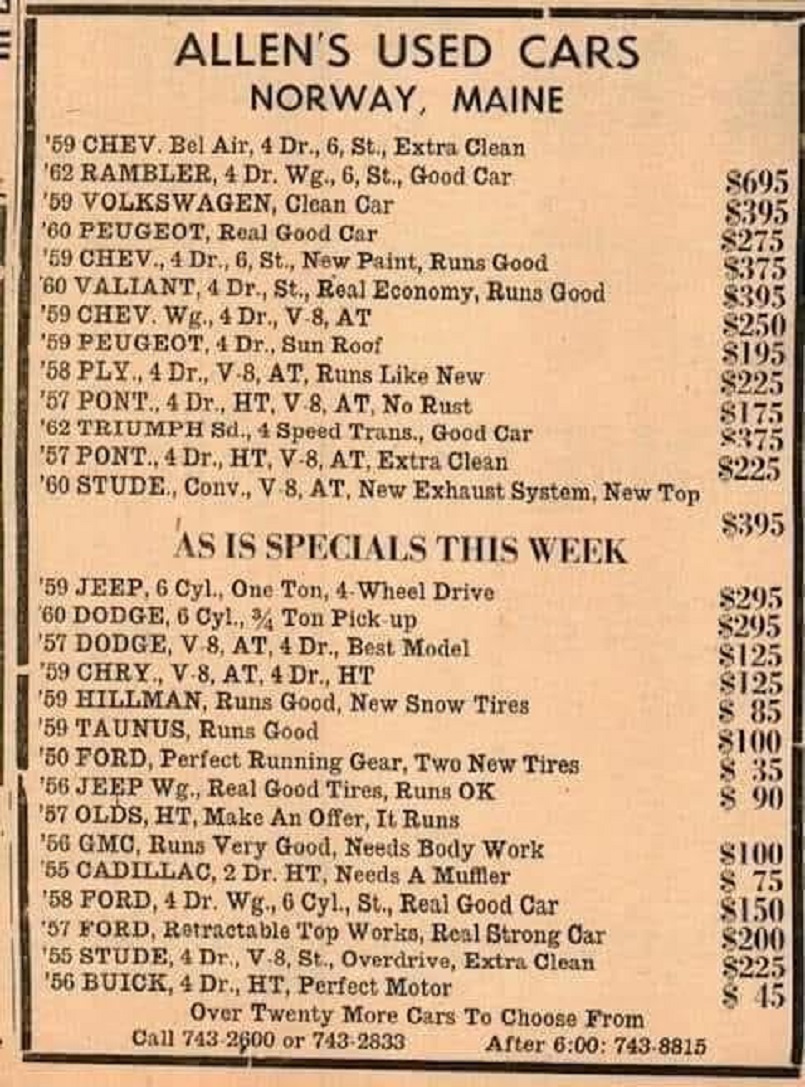 ALLEN'S USED CARS
NORWAY, MAINE
'59 CHEV. Bel Air, 4 Dr., 6, St., Extra Clean
'62 RAMBLER, 4 Dr. Wg., 6, St., Good Car $695
'59 VOLKSWAGEN, Clean Car $395
'60 PEUGEOT, Real Good Car $275
'59 CHEV., 4 Dr., 6, St., New Paint, Runs Good $375
'60 VALIANT, 4 Dr., St., Real Economy, Runs Good $395
'59 CHEV. Wg., 4 Dr., V-8, AT $250
'59 PEUGEOT, 4 Dr., Sun Roof $195
'58 PLY., 4 Dr., V-8, AT, Runs Like New $225
'57 PONT., 4 Dr., HT, V-8, AT, No Rust $175
'62 TRIUMPH Sd., 4 Speed Trans., Good Car $375
'57 PONT., 4 Dr., HT, V-8, AT, Extra Clean $225
'60 STUDE., Conv., V-8, AT, New Exhaust System, New Top
$395
AS IS SPECIALS THIS WEEK
'59 JEEP, 6 Cyl., One Ton, 4-Wheel Drive $295
'60 DODGE, 6 Cyl., ¾ Ton Pick-up $295
'57 DODGE, V-8, AT, 4 Dr., Best Model $125
'59 CHRY., V-8, AT, 4 Dr., HT $125
'59 HILLMAN, Runs Good, New Snow Tires $ 85
'59 TAUNUS, Runs Good $100
'50 FORD, Perfect Running Gear, Two New Tires $ 35
'56 JEEP Wg., Real Good Tires, Runs OK $ 90
'57 OLDS, HT, Make An Offer, It Runs
'56 GMC, Runs Very Good, Needs Body Work $100
'55 CADILLAC, 2 Dr. HT, Needs A Muffler $ 75
'58 FORD, 4 Dr. Wg., 6 Cyl., St., Real Good Car $150
'57 FORD, Retractable Top Works, Real Strong Car $200
'55 STUDE, 4 Dr., V-8, St., Overdrive, Extra Clean $225
'56 BUICK, 4 Dr., HT, Perfect Motor $ 45
Over Twenty More Cars To Choose From
Call 743-2600 or 743-2833 After 6:00: 743-8815